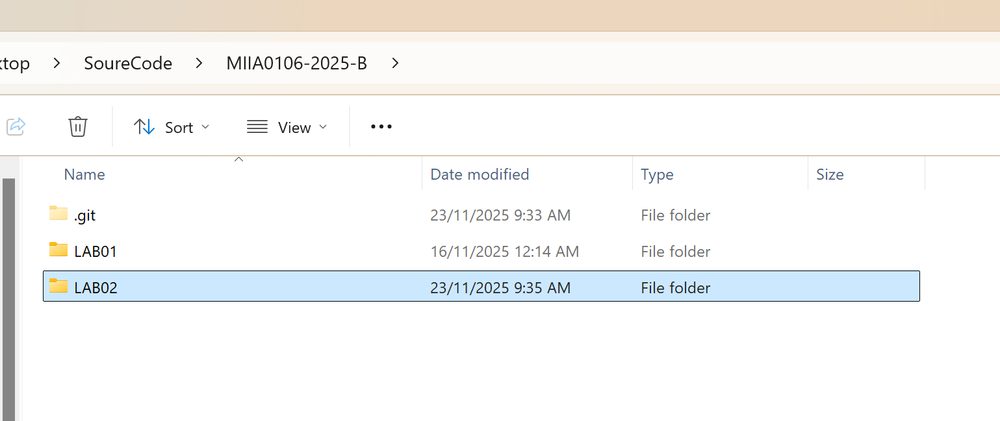 SoureCode > MIIA0106-2025-B >
Sort View •••
Name Date modified Type Size
.git 23/11/2025 9:33 AM File folder
LAB01 16/11/2025 12:14 AM File folder
LAB02 23/11/2025 9:35 AM File folder